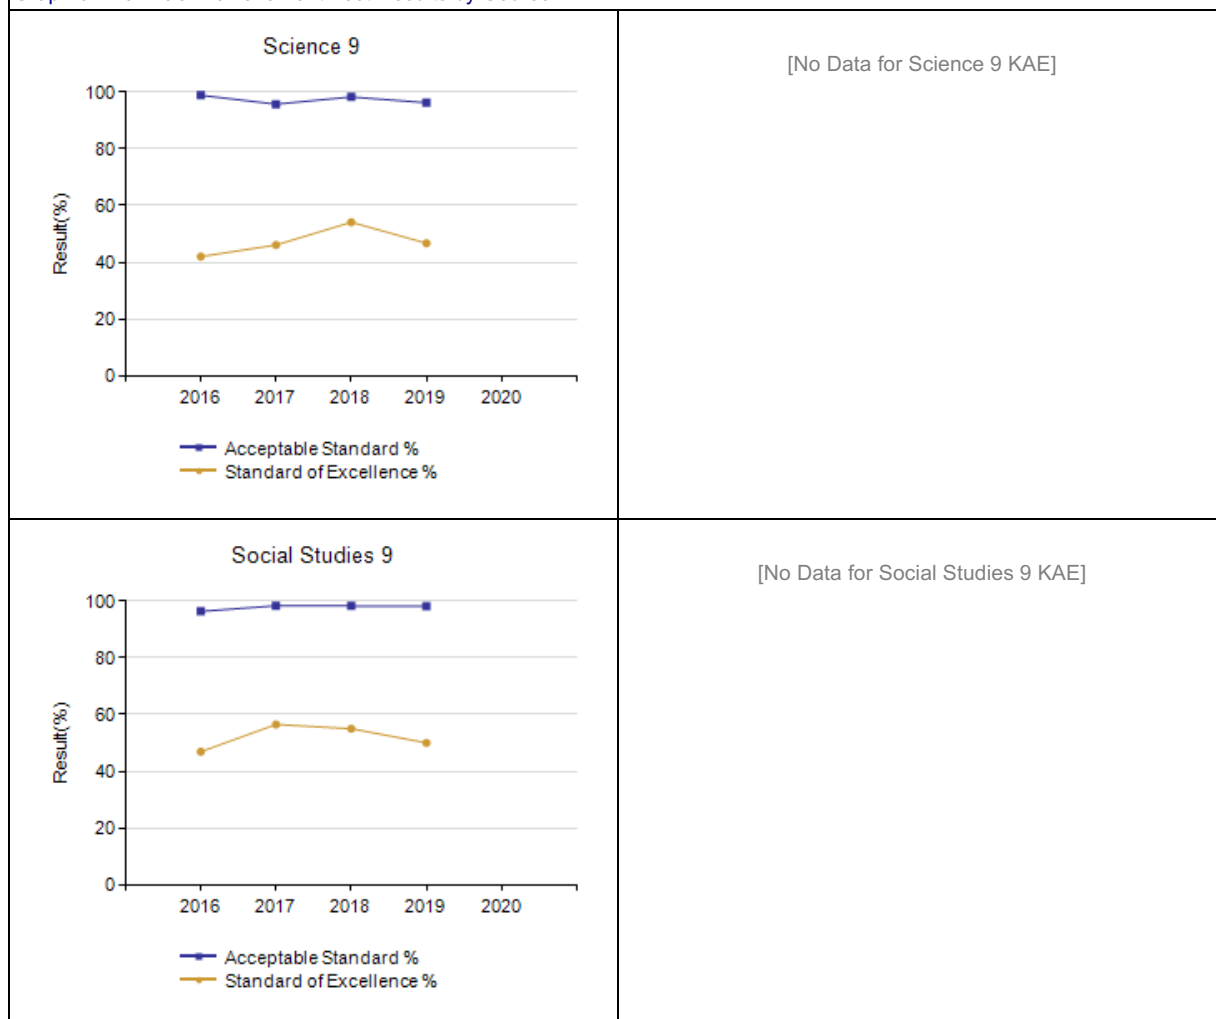 Science 9
[No Data for Science 9 KAE]
100
80
60
40
20
0
Result(%)
2016 2017 2018 2019 2020
Acceptable Standard %
Standard of Excellence %
Social Studies 9
[No Data for Social Studies 9 KAE]
100
80
60
40
20
0
Result(%)
2016 2017 2018 2019 2020
Acceptable Standard %
Standard of Excellence %